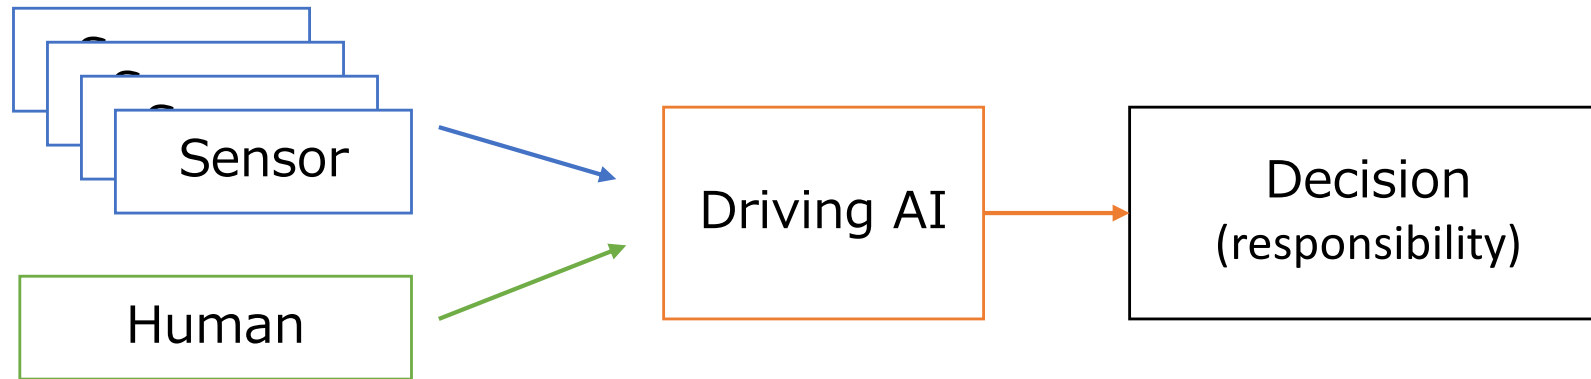 Sensor
Human
Driving AI
Decision
(responsibility)